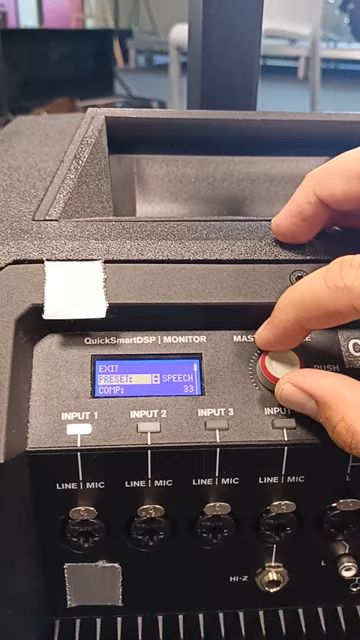 QuickSmartDSP | MONITOR
EXIT
PRESET: SPEECH
COMP: 33
PUSH
INPUT 1 INPUT 2 INPUT 3
LINE | MIC LINE | MIC LINE | MIC LINE | MIC
HI-Z
L